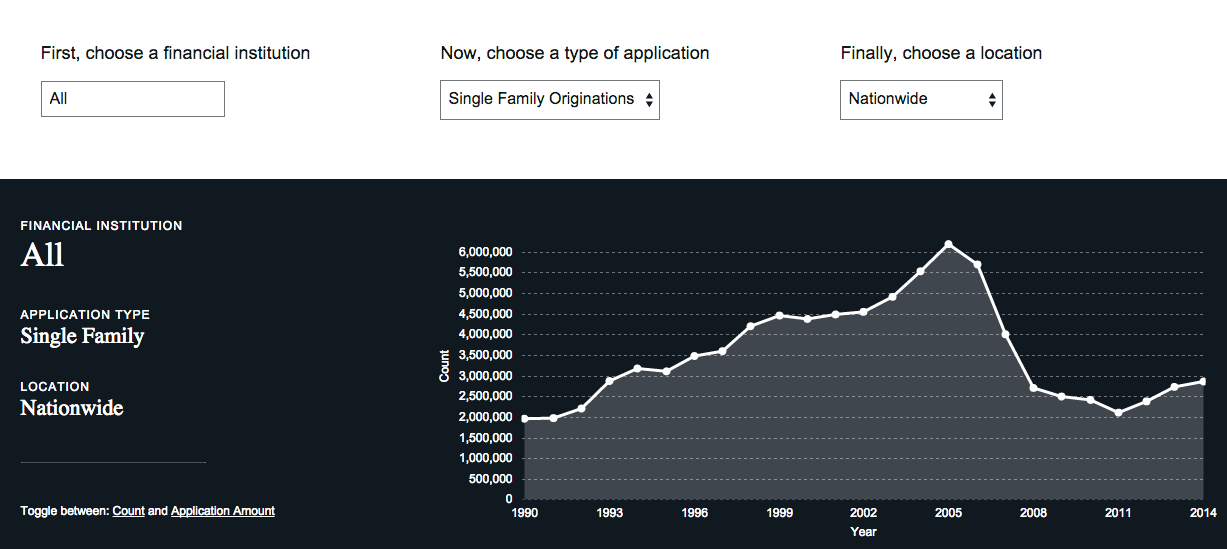 First, choose a financial institution
Now, choose a type of application
Finally, choose a location
All
Single Family Originations
Nationwide
FINANCIAL INSTITUTION
All
APPLICATION TYPE
Single Family
LOCATION
Nationwide
Toggle between: Count and Application Amount
Count
6,000,000
5,500,000
5,000,000
4,500,000
4,000,000
3,500,000
3,000,000
2,500,000
2,000,000
1,500,000
1,000,000
500,000
0
1990 1993 1996 1999 2002 2005 2008 2011 2014
Year